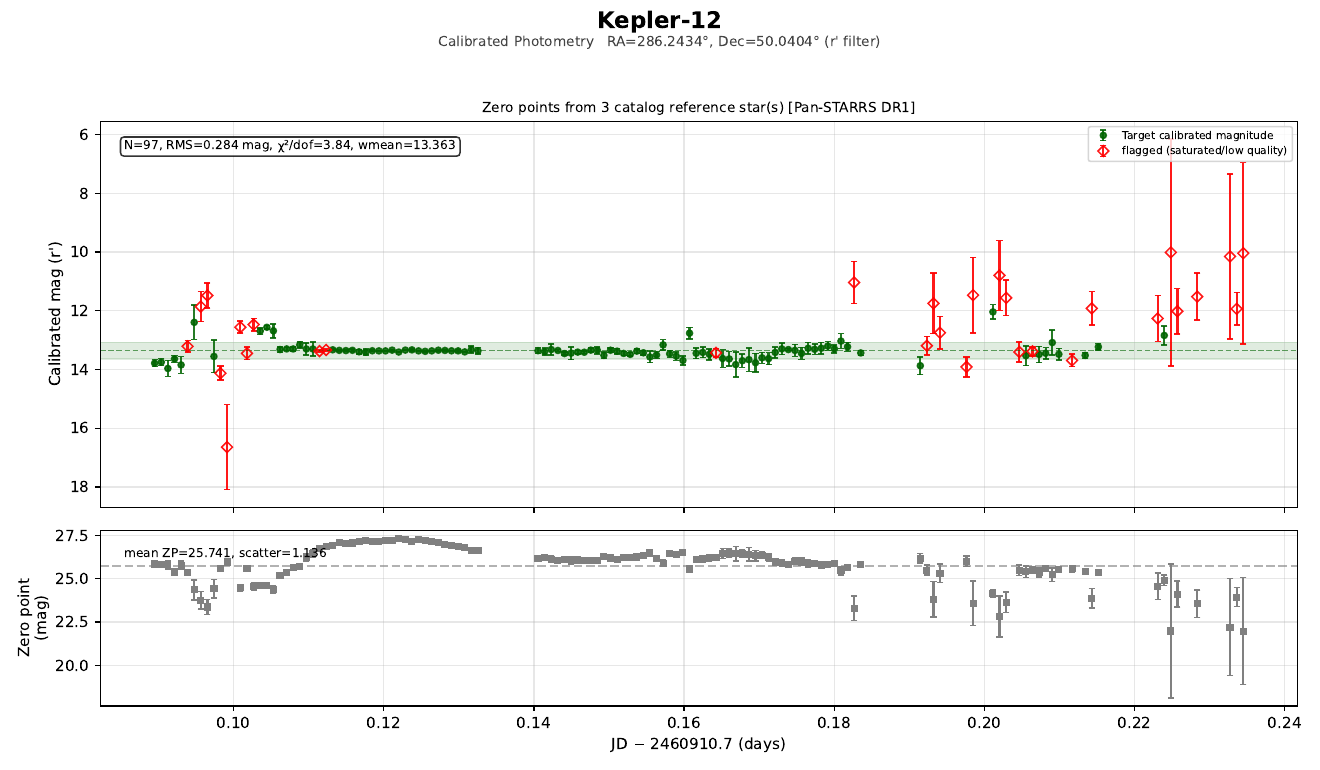 Kepler-12
Calibrated Photometry RA=286.2434°, Dec=50.0404° (r' filter)
Zero points from 3 catalog reference star(s) [Pan-STARRS DR1]
N=97, RMS=0.284 mag, χ²/dof=3.84, wmean=13.363
Target calibrated magnitude
flagged (saturated/low quality)
Calibrated mag (r')
6
8
10
12
14
16
18
mean ZP=25.741, scatter=1.136
Zero point
(mag)
27.5
25.0
22.5
20.0
0.10 0.12 0.14 0.16 0.18 0.20 0.22 0.24
JD − 2460910.7 (days)